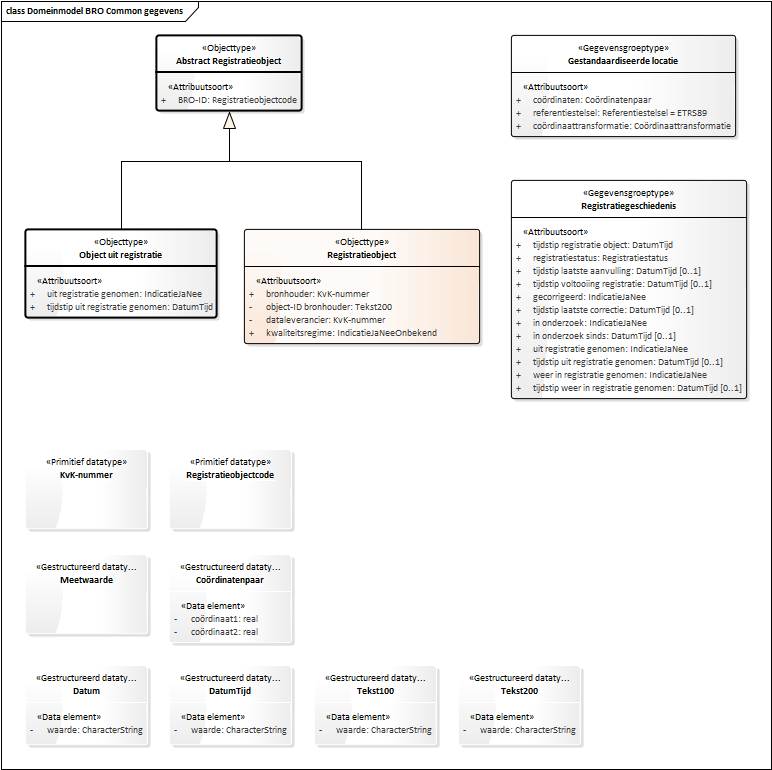 class Domeinmodel BRO Common gegevens
«Objecttype»
Abstract Registratieobject
«Attribuutsoort»
+ BRO-ID: Registratieobjectcode
«Gegevensgroeptype»
Gestandaardiseerde locatie
«Attribuutsoort»
+ coördinaten: Coördinatenpaar
+ referentiestelsel: Referentiestelsel = ETRS89
+ coördinaattransformatie: Coördinaattransformatie
«Gegevensgroeptype»
Registratiegeschiedenis
«Attribuutsoort»
+ tijdstip registratie object: DatumTijd
+ registratiestatus: Registratiestatus
+ tijdstip laatste aanvulling: DatumTijd [0..1]
+ tijdstip voltooiing registratie: DatumTijd [0..1]
+ gecorrigeerd: IndicatieJaNee
+ tijdstip laatste correctie: DatumTijd [0..1]
+ in onderzoek: IndicatieJaNee
+ in onderzoek sinds: DatumTijd [0..1]
+ uit registratie genomen: IndicatieJaNee
+ tijdstip uit registratie genomen: DatumTijd [0..1]
+ weer in registratie genomen: IndicatieJaNee
+ tijdstip weer in registratie genomen: DatumTijd [0..1]
«Objecttype»
Object uit registratie
«Attribuutsoort»
+ uit registratie genomen: IndicatieJaNee
+ tijdstip uit registratie genomen: DatumTijd
«Objecttype»
Registratieobject
«Attribuutsoort»
+ bronhouder: KvK-nummer
- object-ID bronhouder: Tekst200
- dataleverancier: KvK-nummer
+ kwaliteitsregime: IndicatieJaNeeOnbekend
«Primitief datatype»
KvK-nummer
«Primitief datatype»
Registratieobjectcode
«Gestructureerd dataty...
Meetwaarde
«Gestructureerd dataty...
Coördinatenpaar
«Data element»
- coördinaat1: real
- coördinaat2: real
«Gestructureerd dataty...
Datum
«Data element»
- waarde: CharacterString
«Gestructureerd dataty...
DatumTijd
«Data element»
- waarde: CharacterString
«Gestructureerd dataty...
Tekst100
«Data element»
- waarde: CharacterString
«Gestructureerd dataty...
Tekst200
«Data element»
- waarde: CharacterString